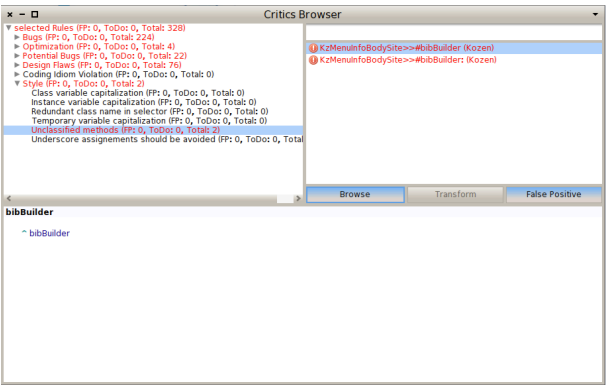 Critics Browser
selected Rules (FP: 0, ToDo: 0, Total: 328)
Bugs (FP: 0, ToDo: 0, Total: 224)
Optimization (FP: 0, ToDo: 0, Total: 4)
Potential Bugs (FP: 0, ToDo: 0, Total: 22)
Design Flaws (FP: 0, ToDo: 0, Total: 76)
Coding Idiom Violation (FP: 0, ToDo: 0, Total: 0)
Style (FP: 0, ToDo: 0, Total: 2)
Class variable capitalization (FP: 0, ToDo: 0, Total: 0)
Instance variable capitalization (FP: 0, ToDo: 0, Total: 0)
Redundant class name in selector (FP: 0, ToDo: 0, Total: 0)
Temporary variable capitalization (FP: 0, ToDo: 0, Total: 0)
Unclassified methods (FP: 0, ToDo: 0, Total: 2)
Underscore assignements should be avoided (FP: 0, ToDo: 0, Total
KzMenuInfoBodySite>>#bibBuilder (Kozen)
KzMenuInfoBodySite>>#bibBuilder: (Kozen)
Browse
Transform
False Positive
bibBuilder
^ bibBuilder